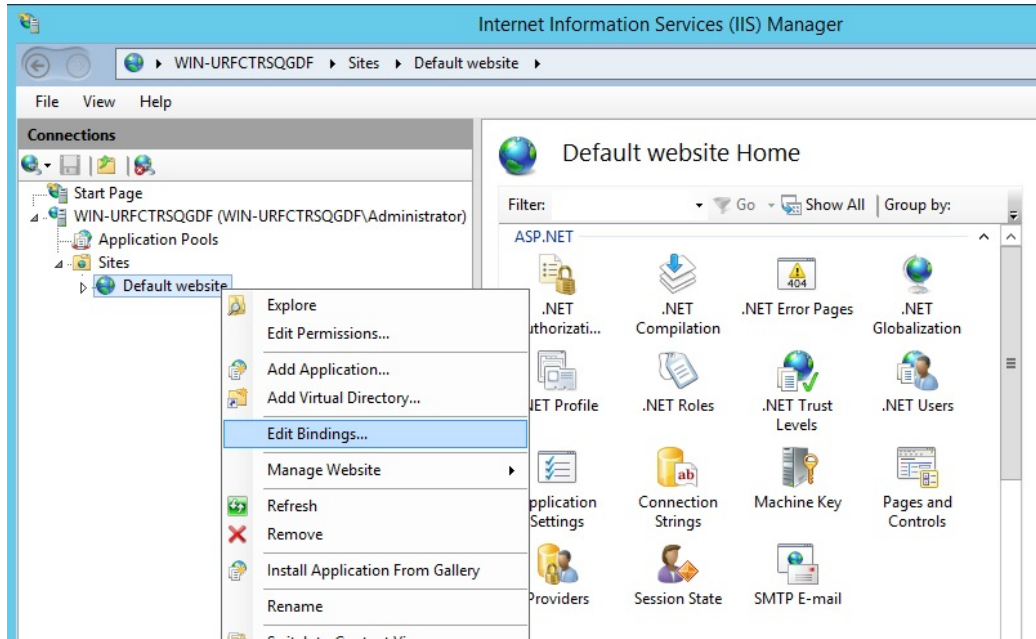 Internet Information Services (IIS) Manager
WIN-URFCTRSQGDF Sites Default website
File View Help
Connections
Start Page
WIN-URFCTRSQGDF (WIN-URFCTRSQGDF\Administrator)
Application Pools
Sites
Default website
Explore
Edit Permissions...
Add Application...
Add Virtual Directory...
Edit Bindings...
Manage Website
Refresh
Remove
Install Application From Gallery
Rename
Default website Home
Filter: Go Show All Group by:
ASP.NET
.NET
uthorizati...
.NET
Compilation
404
.NET Error Pages
.NET
Globalization
NET Profile
.NET Roles
.NET Trust
Levels
.NET Users
pplication
Settings
ab
Connection
Strings
Machine Key
Pages and
Controls
Providers
Session State
SMTP E-mail